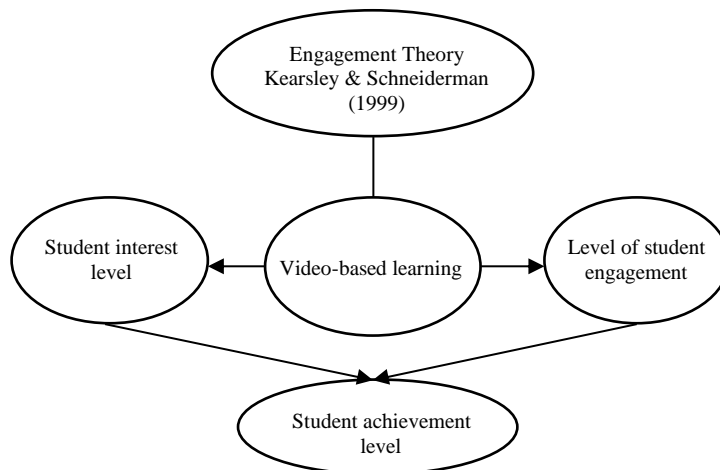 Engagement Theory
Kearsley & Schneiderman
(1999)
Student interest
level
Video-based learning
Level of student
engagement
Student achievement
level